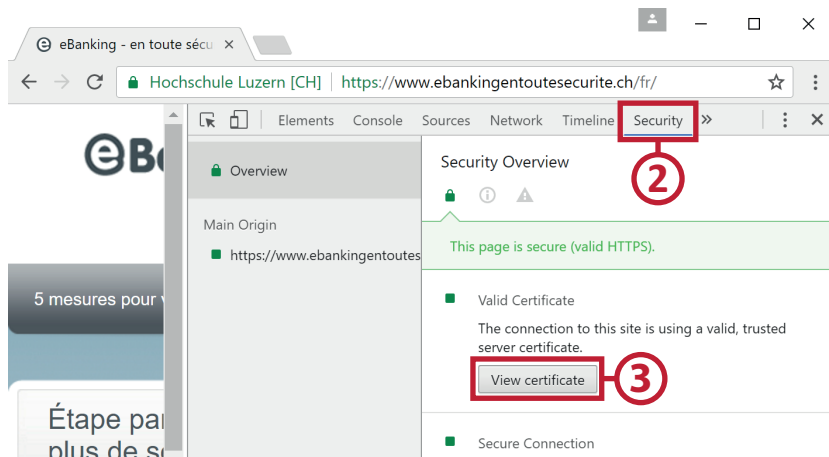 eBanking - en toute sécu
Hochschule Luzern [CH] https://www.ebankingentoutesecurite.ch/fr/
Elements Console Sources Network Timeline Security
2
eB
Overview
Main Origin
https://www.ebankingentoutes
Security Overview
This page is secure (valid HTTPS).
Valid Certificate
The connection to this site is using a valid, trusted
server certificate.
View certificate
3
Secure Connection
5 mesures pour
Étape par
plus de s